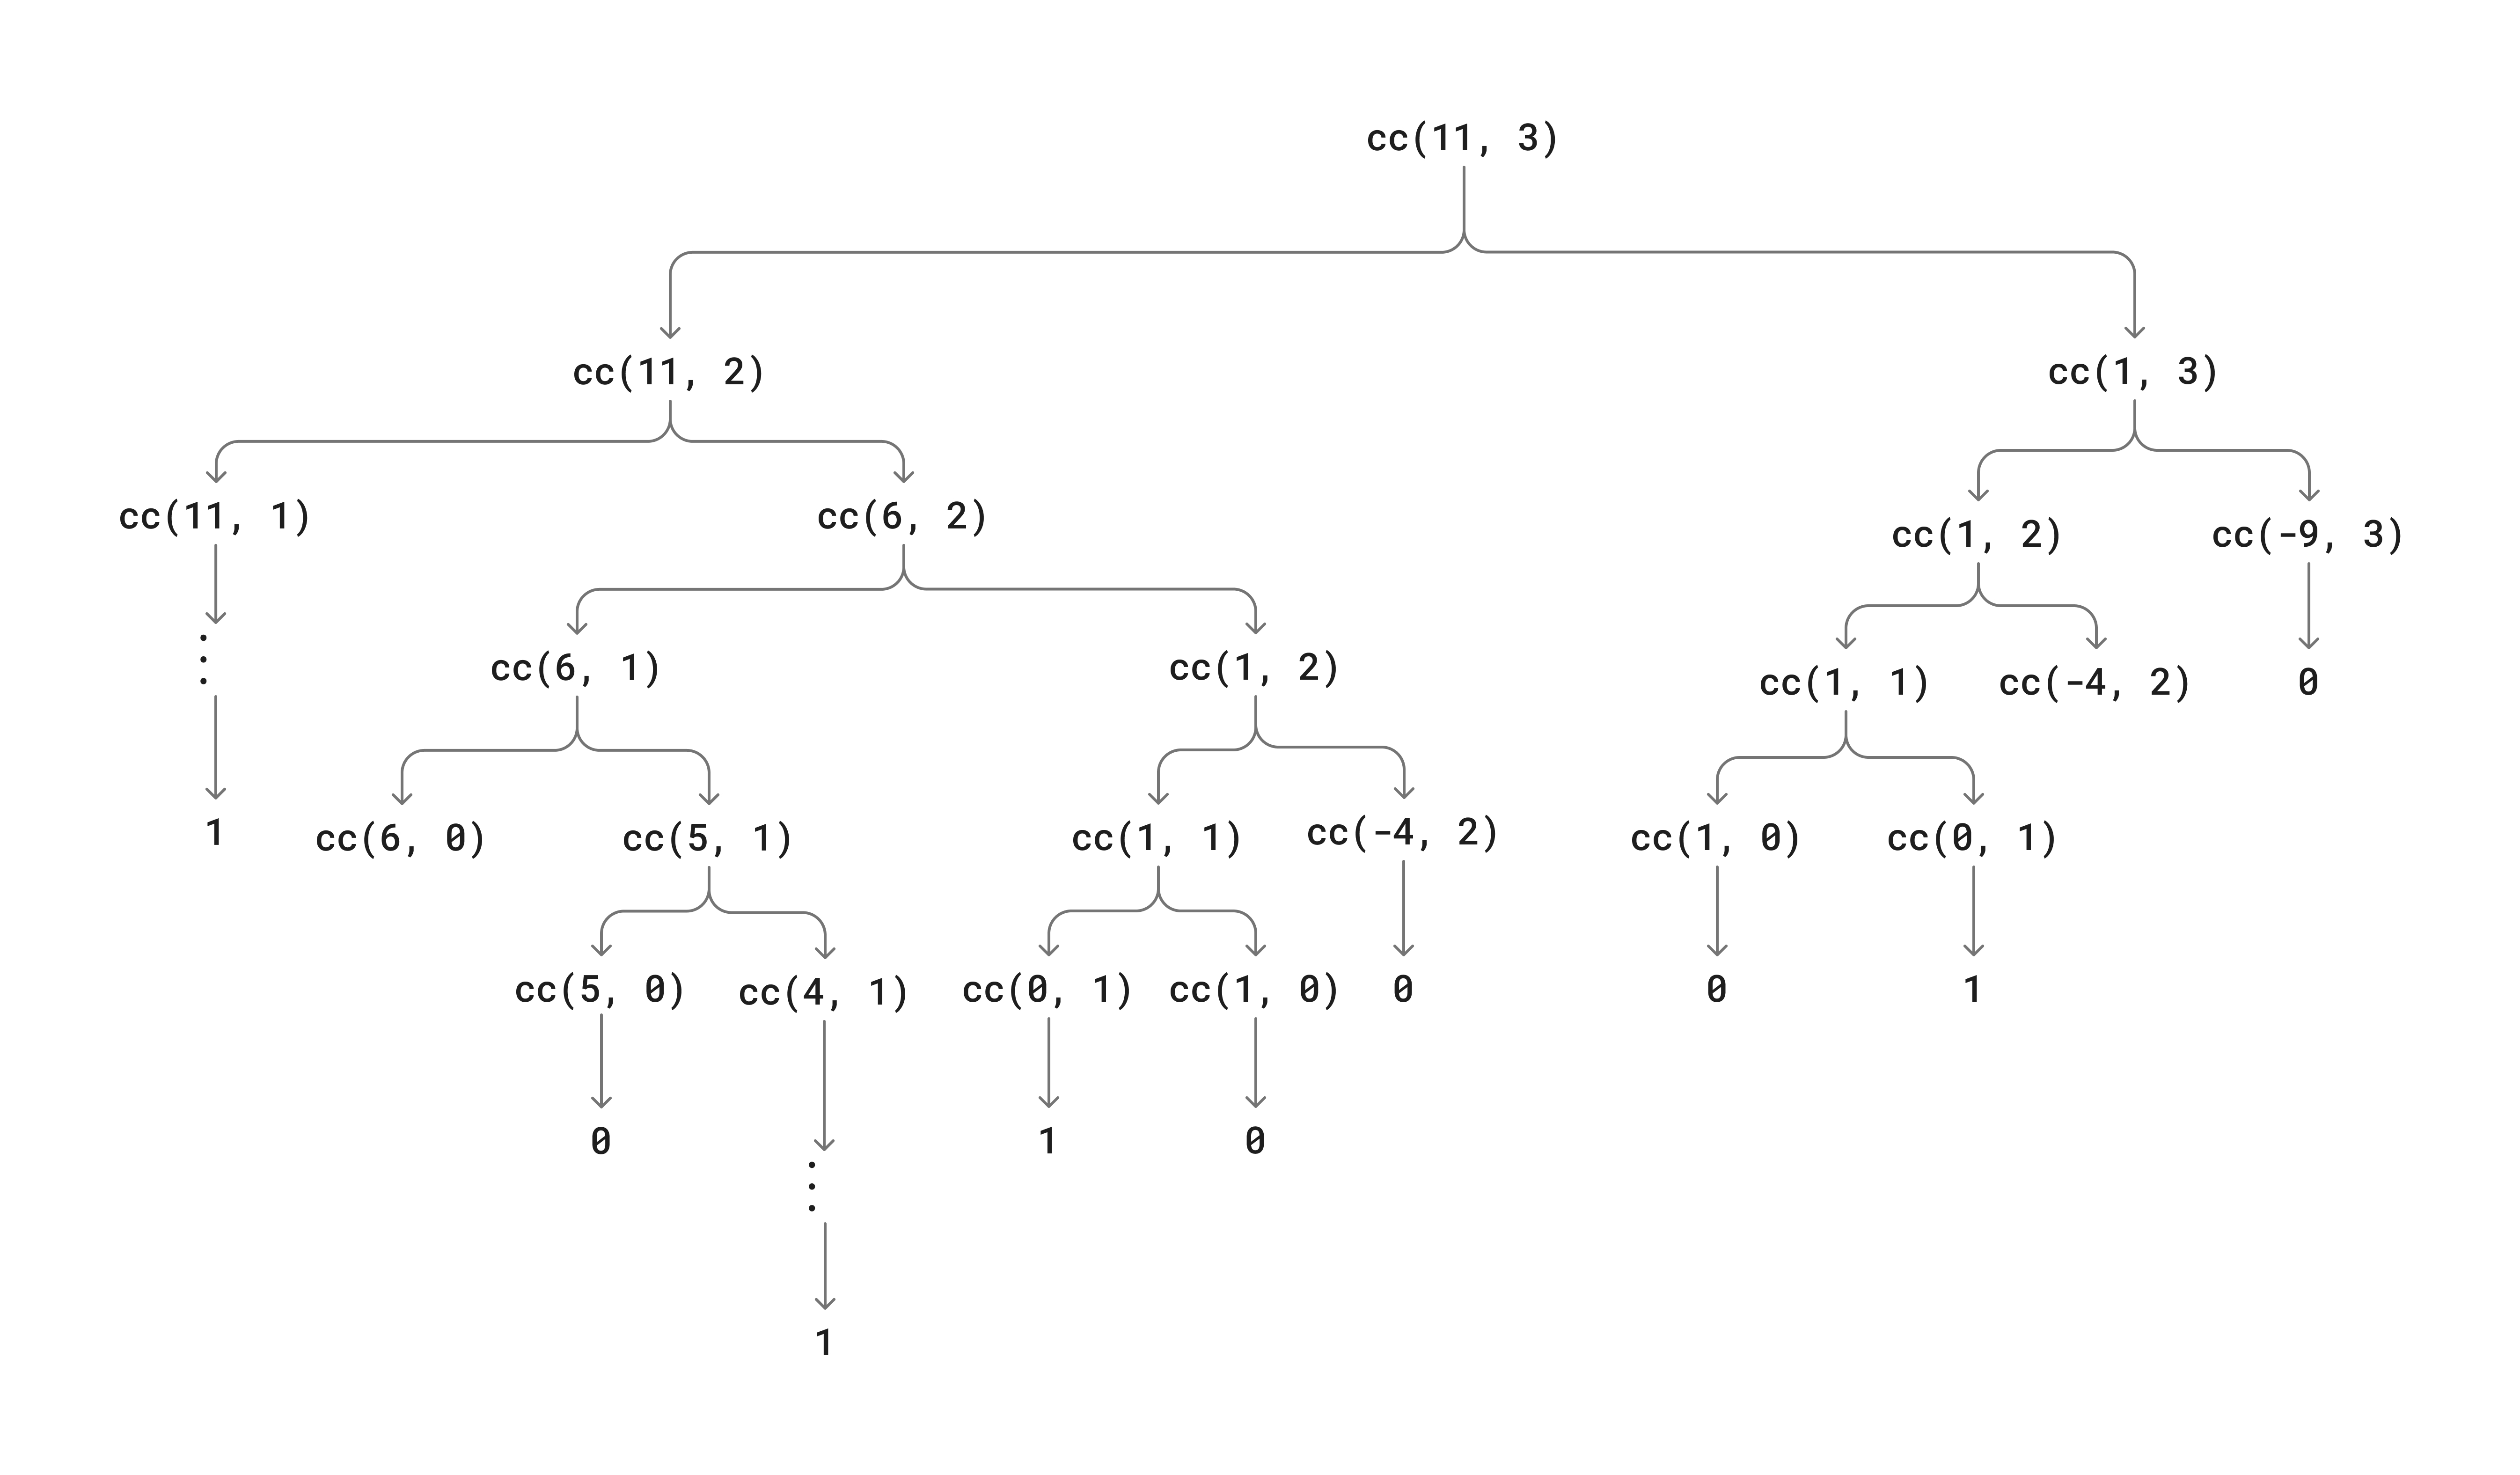 cc(11, 3)
cc(11, 2)
cc(1, 3)
cc(11, 1)
cc(6, 2)
cc(1, 2)
cc(-9, 3)
cc(6, 1)
cc(1, 2)
cc(1, 1)
cc(-4, 2)
0
1
cc(6, 0)
cc(5, 1)
cc(1, 1)
cc(-4, 2)
cc(1, 0)
cc(0, 1)
cc(5, 0)
cc(4, 1)
cc(0, 1)
cc(1, 0)
0
0
1
0
1
0
1